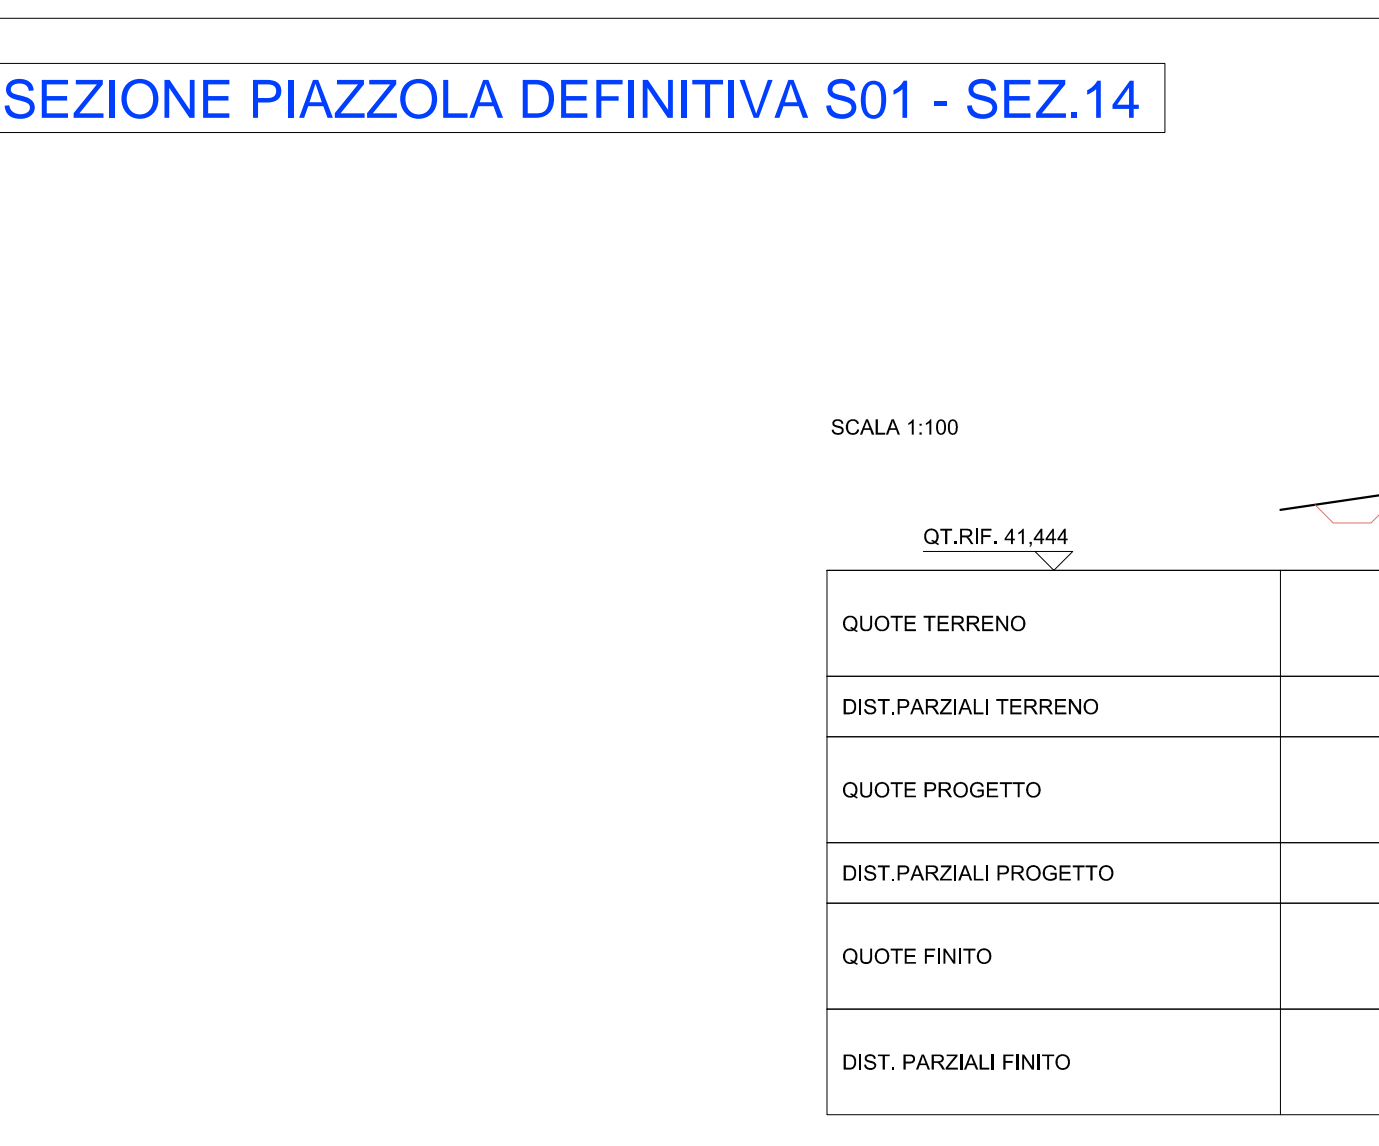 SEZIONE PIAZZOLA DEFINITIVA S01 - SEZ.14
SCALA 1:100
QT.RIF. 41,444
QUOTE TERRENO
DIST.PARZIALI TERRENO
QUOTE PROGETTO
DIST.PARZIALI PROGETTO
QUOTE FINITO
DIST. PARZIALI FINITO